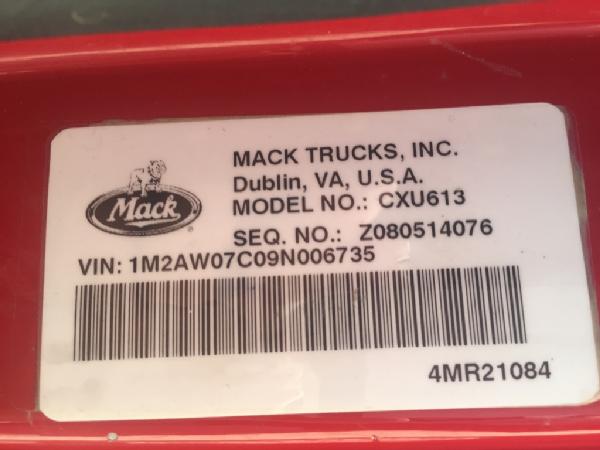 MACK TRUCKS, INC.
Dublin, VA, U.S.A.
Mack
MODEL NO.: CXU613
SEQ. NO.: Z080514076
VIN: 1M2AW07C09N006735
4MR21084